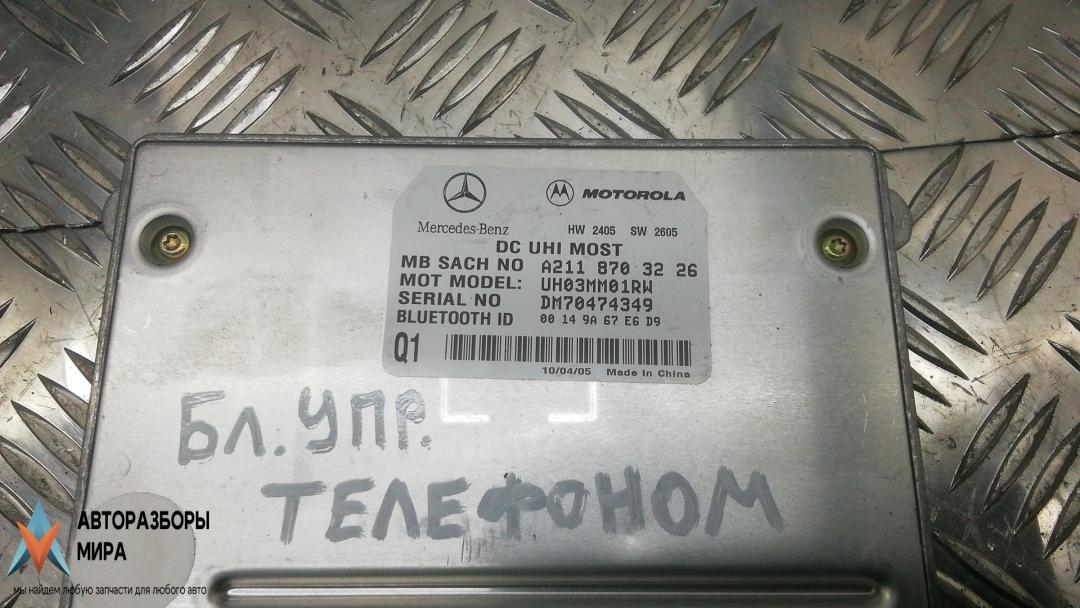 MOTOROLA
Mercedes-Benz HW 2405 SW 2605
DC UHI MOST
MB SACH NO A211 870 32 26
MOT MODEL: UH03MM01RW
SERIAL NO DM70474349
BLUETOOTH ID 00 14 9A 67 E6 D9
Q1
10/04/05 Made in China
Бл. УПР.
ТЕЛЕФОНОМ
АВТОРАЗБОРЫ
МИРА
мы найдем любую запчасти для любого авто